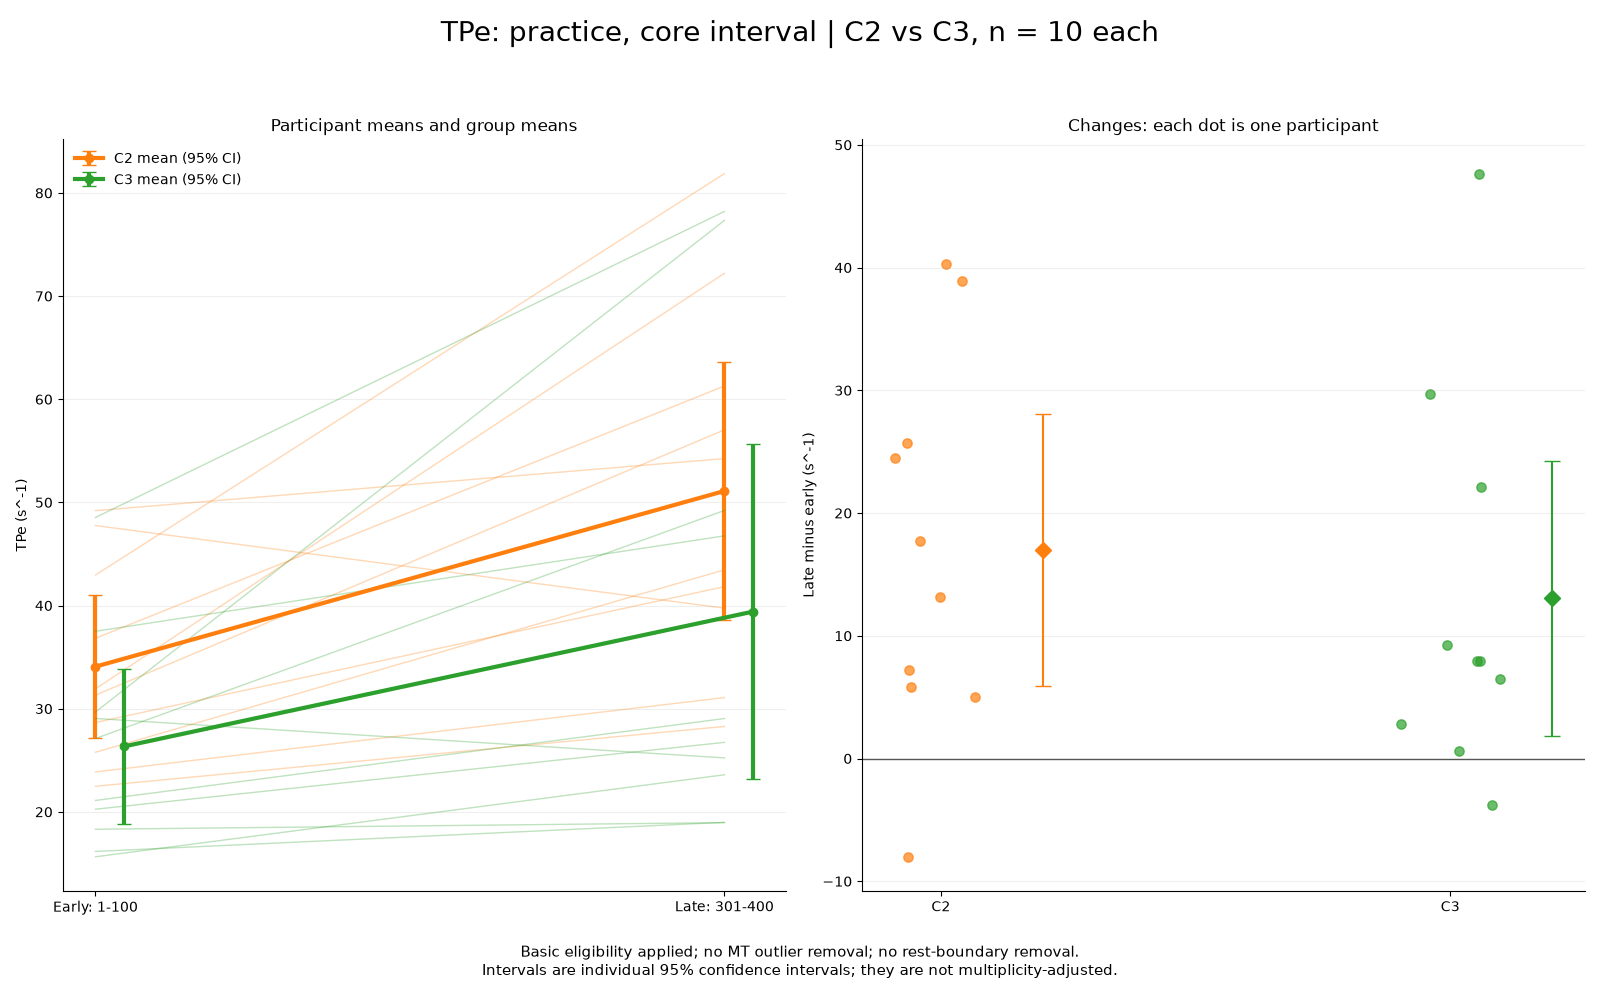 TPe: practice, core interval | C2 vs C3, n = 10 each
Participant means and group means
C2 mean (95% CI)
C3 mean (95% CI)
TPe (s^-1)
80
70
60
50
40
30
20
Early: 1-100
Late: 301-400
Changes: each dot is one participant
Late minus early (s^-1)
50
40
30
20
10
0
−10
C2
C3
Basic eligibility applied; no MT outlier removal; no rest-boundary removal.
Intervals are individual 95% confidence intervals; they are not multiplicity-adjusted.